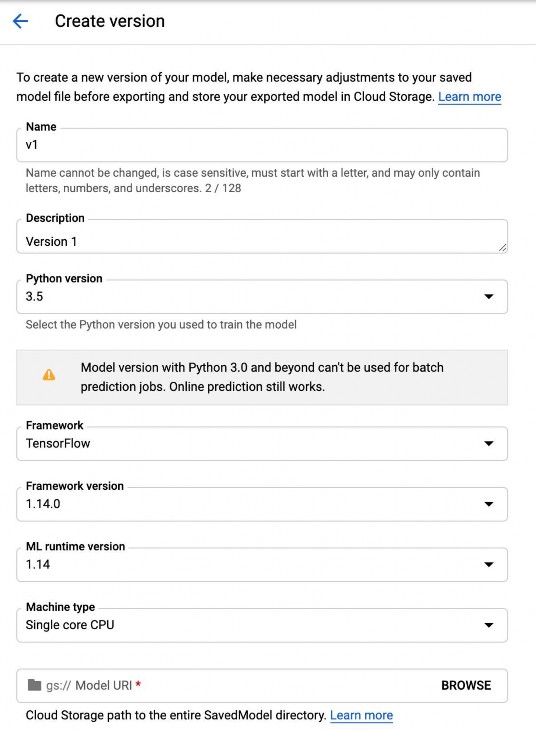 Create version
To create a new version of your model, make necessary adjustments to your saved
model file before exporting and store your exported model in Cloud Storage. Learn more
Name
v1
Name cannot be changed, is case sensitive, must start with a letter, and may only contain
letters, numbers, and underscores. 2 / 128
Description
Version 1
Python version
3.5
Select the Python version you used to train the model
Model version with Python 3.0 and beyond can't be used for batch
prediction jobs. Online prediction still works.
Framework
TensorFlow
Framework version
1.14.0
ML runtime version
1.14
Machine type
Single core CPU
gs:// Model URI * BROWSE
Cloud Storage path to the entire SavedModel directory. Learn more